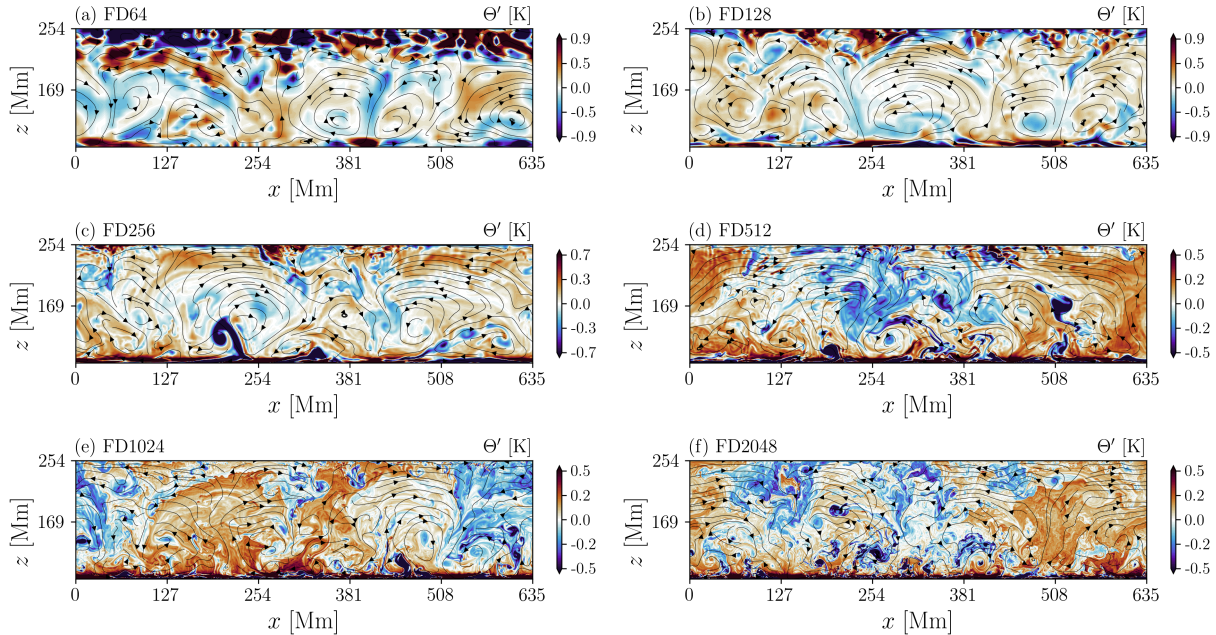 (a) FD64 Θ′ [K]
254
169
z [Mm]
0 127 254 381 508 635
x [Mm]
0.9
0.5
0.0
-0.5
-0.9
(b) FD128 Θ′ [K]
254
169
z [Mm]
0 127 254 381 508 635
x [Mm]
0.9
0.5
0.0
-0.5
-0.9
(c) FD256 Θ′ [K]
254
169
z [Mm]
0 127 254 381 508 635
x [Mm]
0.7
0.3
0.0
-0.3
-0.7
(d) FD512 Θ′ [K]
254
169
z [Mm]
0 127 254 381 508 635
x [Mm]
0.5
0.2
0.0
-0.2
-0.5
(e) FD1024 Θ′ [K]
254
169
z [Mm]
0 127 254 381 508 635
x [Mm]
0.5
0.2
0.0
-0.2
-0.5
(f) FD2048 Θ′ [K]
254
169
z [Mm]
0 127 254 381 508 635
x [Mm]
0.5
0.2
0.0
-0.2
-0.5